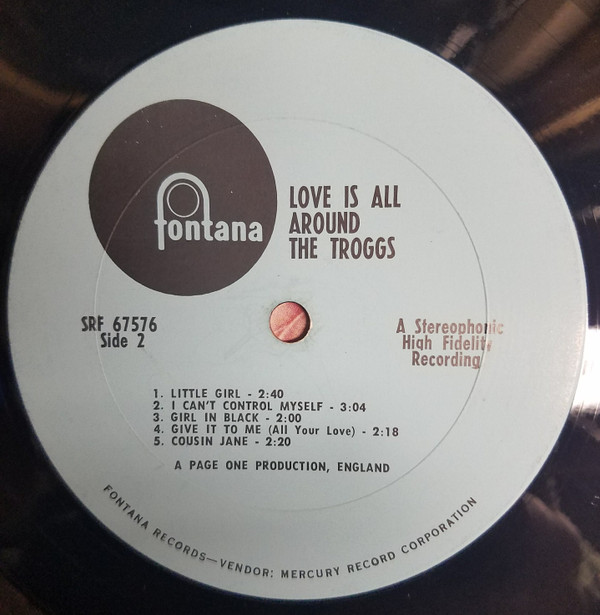 fontana
LOVE IS ALL
AROUND
THE TROGGS
SRF 67576
Side 2
A Stereophonic
High Fidelity
Recording
1. LITTLE GIRL - 2:40
2. I CAN'T CONTROL MYSELF - 3:04
3. GIRL IN BLACK - 2:00
4. GIVE IT TO ME (All Your Love) - 2:18
5. COUSIN JANE - 2:20
A PAGE ONE PRODUCTION, ENGLAND
FONTANA RECORDS—VENDOR: MERCURY RECORD CORPORATION